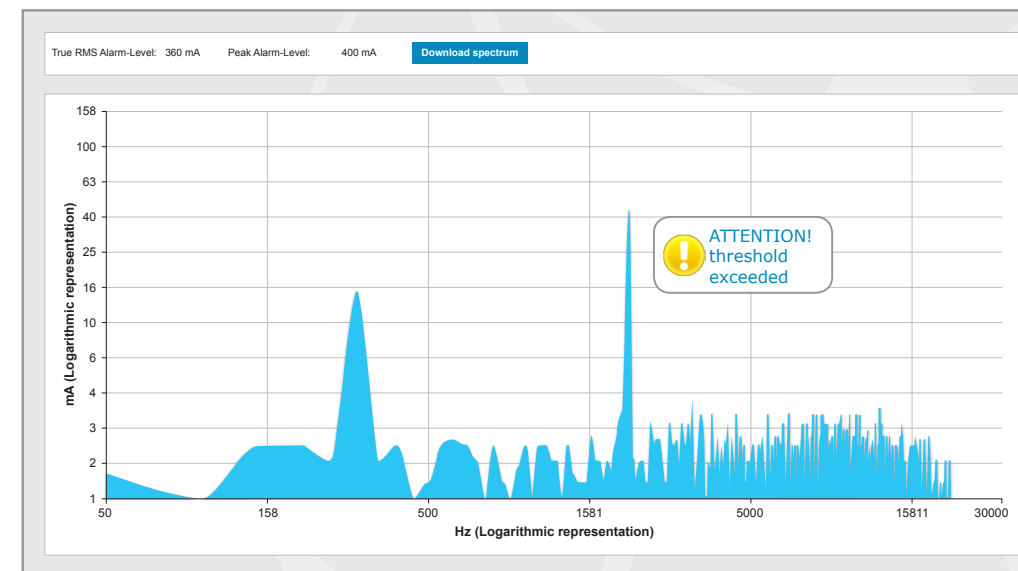 True RMS Alarm-Level: 360 mA Peak Alarm-Level: 400 mA Download spectrum
158
100
63
40
25
16
10
6
4
3
2
1
mA (Logarithmic representation)
ATTENTION!
threshold
exceeded
50 158 500 1581 5000 15811 30000
Hz (Logarithmic representation)